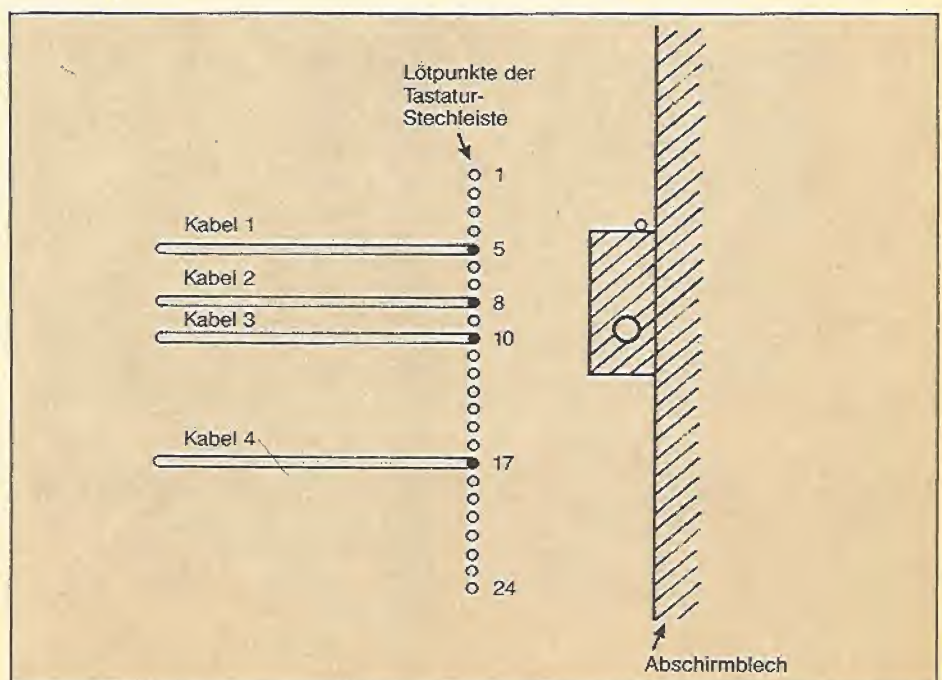 Lötpunkte der
Tastatur-
Stechleiste
1
Kabel 1
5
Kabel 2
8
Kabel 3
10
Kabel 4
17
24
Abschirmblech